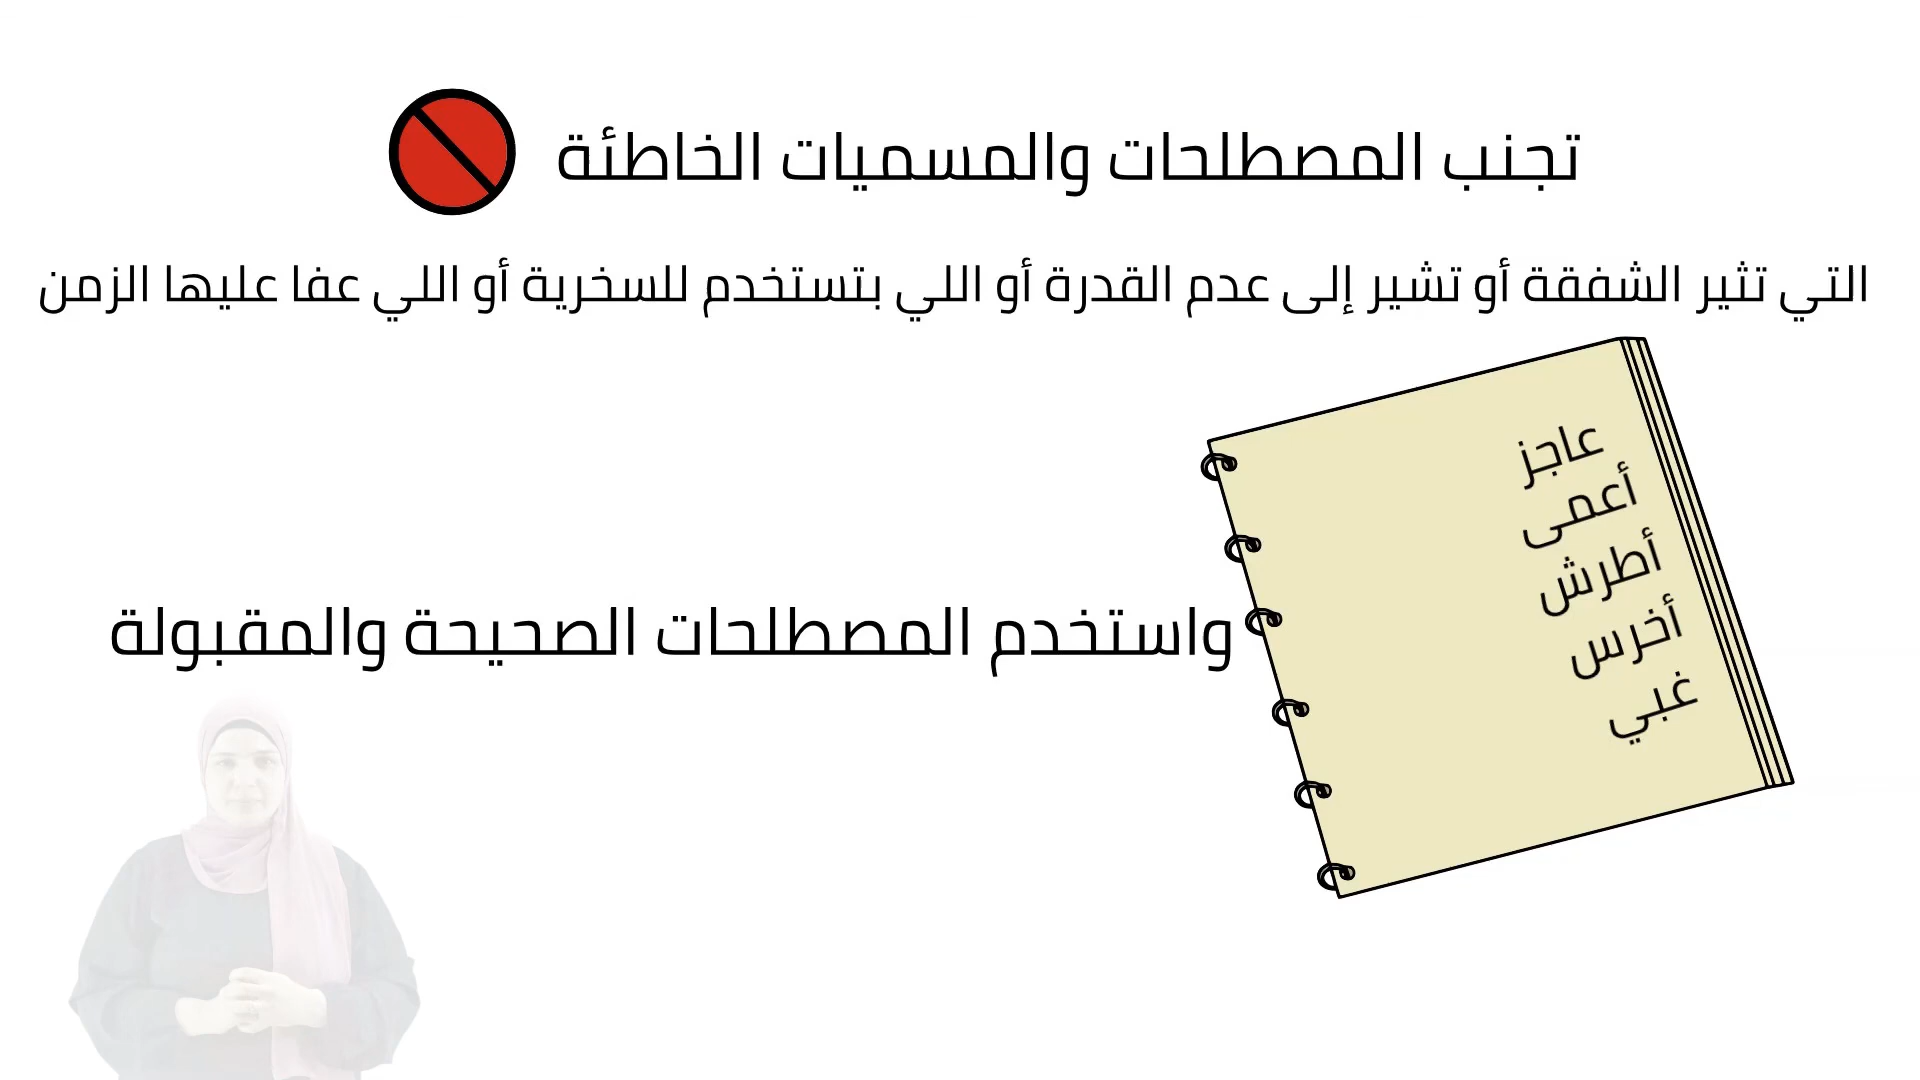 تجنب المصطلحات والمسميات الخاطئة
التي تثير الشفقة أو تشير إلى عدم القدرة أو اللي بتستخدم للسخرية أو اللي عفا عليها الزمن
عاجز
أعمى
أطرش
أخرس
غبي
واستخدم المصطلحات الصحيحة والمقبولة